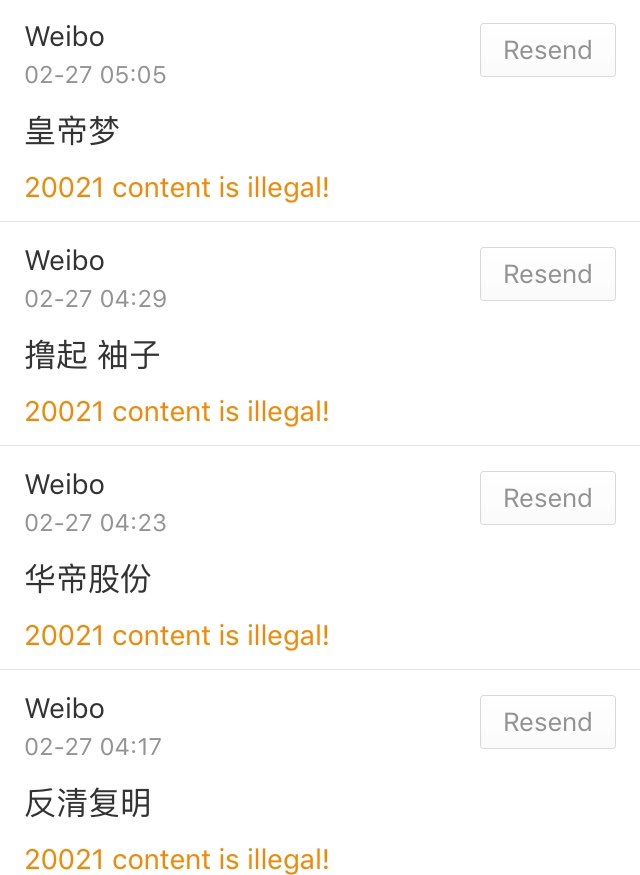 Weibo
Resend
02-27 05:05
皇帝梦
20021 content is illegal!
Weibo
Resend
02-27 04:29
撸起 袖子
20021 content is illegal!
Weibo
Resend
02-27 04:23
华帝股份
20021 content is illegal!
Weibo
Resend
02-27 04:17
反清复明
20021 content is illegal!